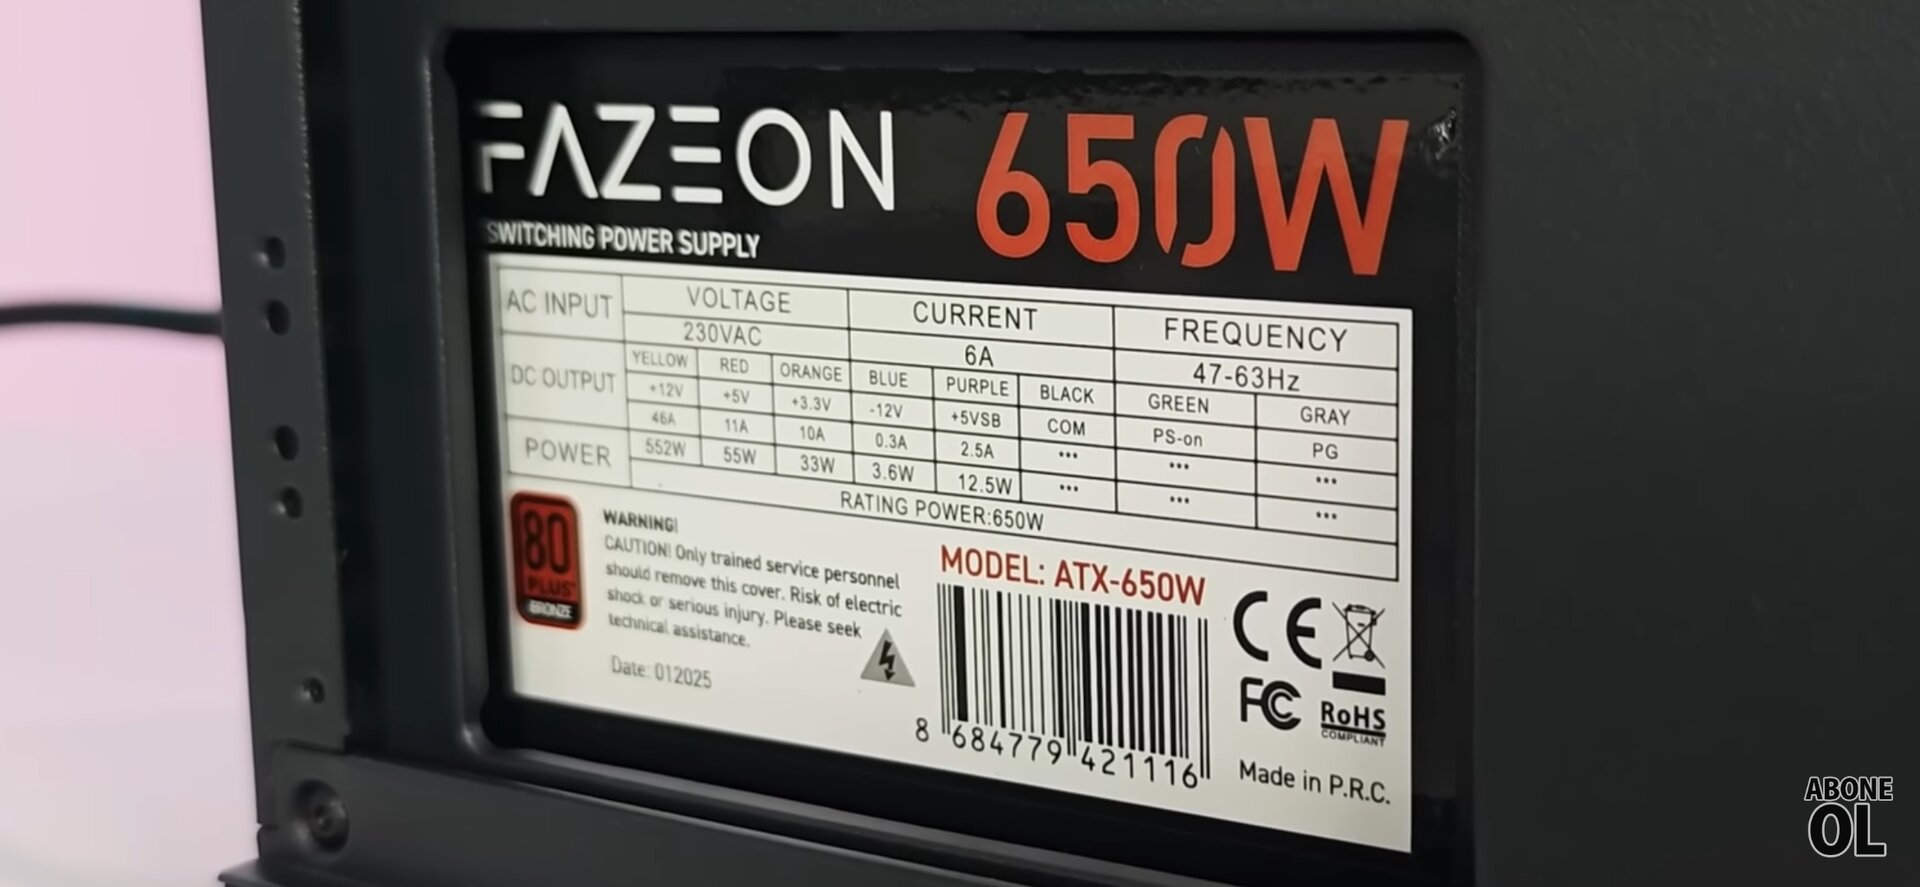 FAZEON 650W
SWITCHING POWER SUPPLY
AC INPUT VOLTAGE CURRENT FREQUENCY
230VAC 6A 47-63Hz
DC OUTPUT YELLOW RED ORANGE BLUE PURPLE BLACK GREEN GRAY
+12V +5V +3.3V -12V +5VSB COM PS-on PG
46A 11A 10A 0.3A 2.5A ... ... ...
POWER 552W 55W 33W 3.6W 12.5W ... ... ...
RATING POWER:650W
80
PLUS
BRONZE
WARNING!
CAUTION! Only trained service personnel
should remove this cover. Risk of electric
shock or serious injury. Please seek
technical assistance.
Date: 012025
MODEL: ATX-650W
8 684779 421116
CE
FC
RoHS
COMPLIANT
Made in P.R.C.
ABONE
OL